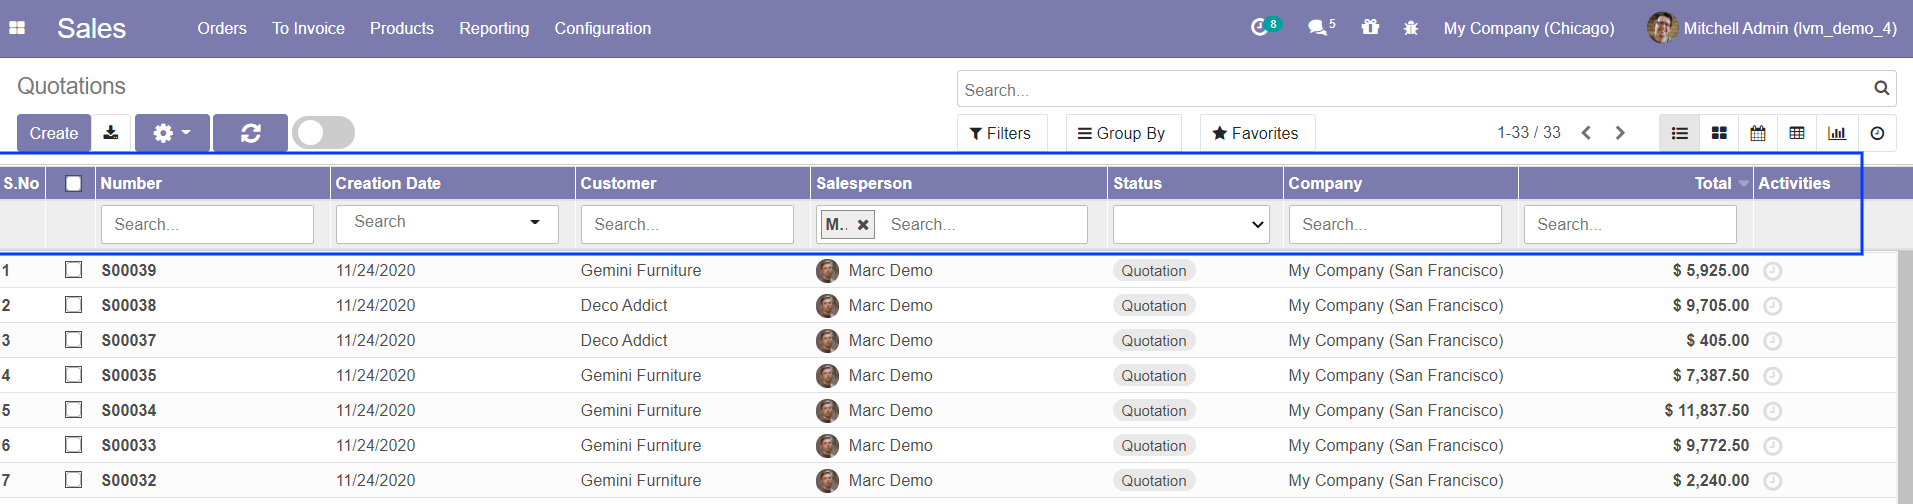 Sales Orders To Invoice Products Reporting Configuration 8 5 My Company (Chicago) Mitchell Admin (lvm_demo_4)
Quotations
Search...
Create Filters Group By Favorites 1-33 / 33
S.No Number Creation Date Customer Salesperson Status Company Total Activities
Search... Search Search... M.. Search... Search... Search...
1 S00039 11/24/2020 Gemini Furniture Marc Demo Quotation My Company (San Francisco) $ 5,925.00
2 S00038 11/24/2020 Deco Addict Marc Demo Quotation My Company (San Francisco) $ 9,705.00
3 S00037 11/24/2020 Deco Addict Marc Demo Quotation My Company (San Francisco) $ 405.00
4 S00035 11/24/2020 Gemini Furniture Marc Demo Quotation My Company (San Francisco) $ 7,387.50
5 S00034 11/24/2020 Gemini Furniture Marc Demo Quotation My Company (San Francisco) $ 11,837.50
6 S00033 11/24/2020 Gemini Furniture Marc Demo Quotation My Company (San Francisco) $ 9,772.50
7 S00032 11/24/2020 Gemini Furniture Marc Demo Quotation My Company (San Francisco) $ 2,240.00